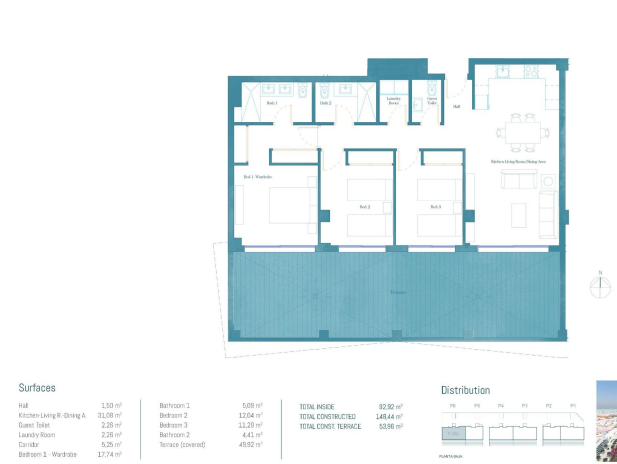 Bath 1
Bath 2
Laundry
Room
Guest
Toilet
Hall
Kitchen/Living Room/Dining Area
Bed 1 - Wardrobe
Bed 2
Bed 3
Terrace
N
Surfaces
Hall 1,50 m²
Kitchen-Living R.-Dining A. 31,08 m²
Guest Toilet 2,26 m²
Laundry Room 2,26 m²
Corridor 5,25 m²
Bedroom 1 - Wardrobe 17,74 m²
Bathroom 1 5,09 m²
Bedroom 2 12,04 m²
Bedroom 3 11,29 m²
Bathroom 2 4,41 m²
Terrace (covered) 49,92 m²
TOTAL INSIDE 92,92 m²
TOTAL CONSTRUCTED 148,44 m²
TOTAL CONST. TERRACE 53,96 m²
Distribution
P6 P5 P4 P3 P2 P1
PLANTA BAJA